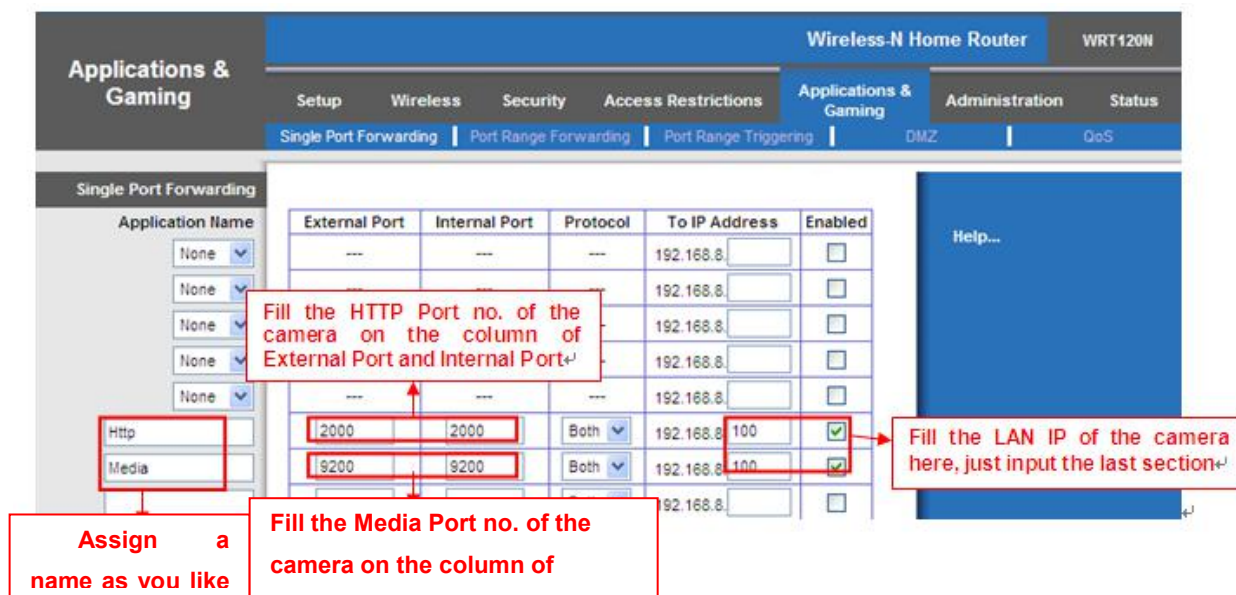 Wireless-N Home Router WRT120N
Applications &
Gaming
Setup Wireless Security Access Restrictions Applications & Gaming Administration Status
Single Port Forwarding Port Range Forwarding Port Range Triggering DMZ QoS
Single Port Forwarding
Application Name External Port Internal Port Protocol To IP Address Enabled
Help...
None --- --- --- 192.168.8.
None 192.168.8.
None 192.168.8.
None 192.168.8.
None --- --- --- 192.168.8.
Fill the HTTP Port no. of the
camera on the column of
External Port and Internal Port↵
Http 2000 2000 Both 192.168.8. 100
Media 9200 9200 Both 192.168.8. 100
192.168.8.
Fill the LAN IP of the camera
here, just input the last section↵
↵
Assign a
name as you like
Fill the Media Port no. of the
camera on the column of